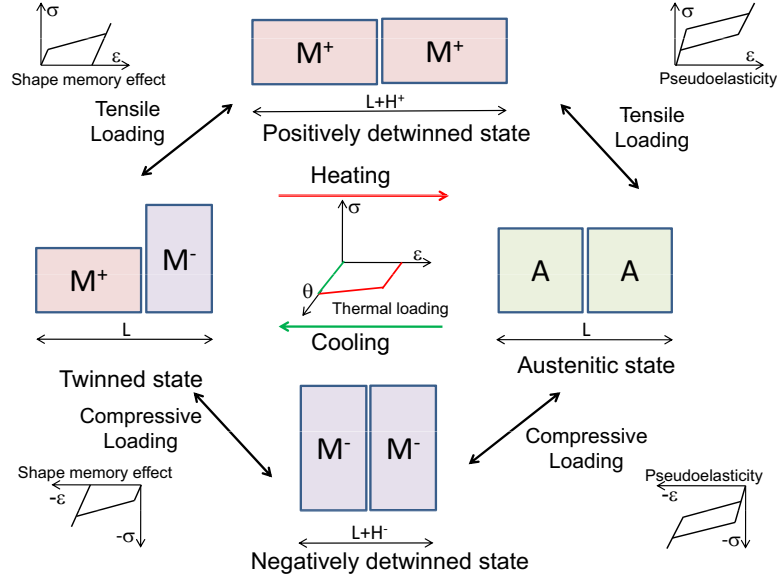 σ
ε
Shape memory effect
M⁺ M⁺
L+H⁺
Positively detwinned state
σ
ε
Pseudoelasticity
Tensile
Loading
Tensile
Loading
Heating
σ
ε
θ
Thermal loading
Cooling
M⁺
M⁻
L
Twinned state
A A
L
Austenitic state
Compressive
Loading
Compressive
Loading
M⁻ M⁻
L+H⁻
Negatively detwinned state
Shape memory effect
-ε
-σ
Pseudoelasticity
-ε
-σ